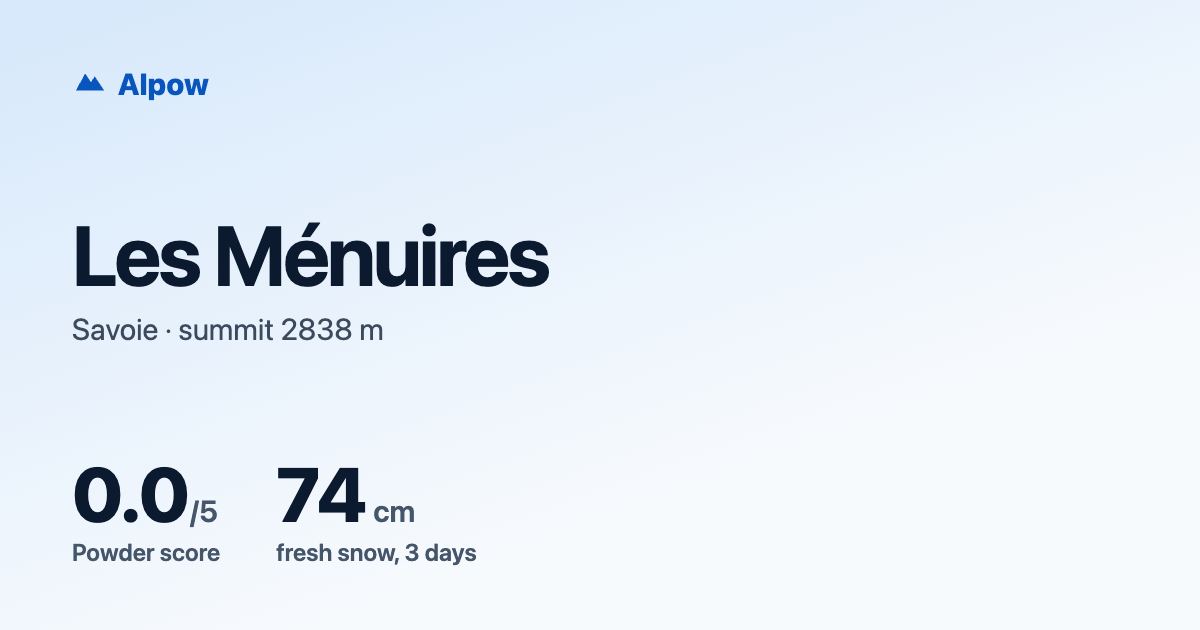 Alpow
Les Ménuires
Savoie · summit 2838 m
0.0/5 74 cm
Powder score fresh snow, 3 days